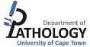 Department of
PATHOLOGY
University of Cape Town